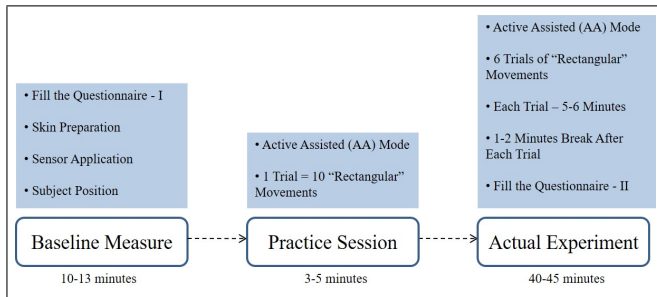 • Fill the Questionnaire - I
• Skin Preparation
• Sensor Application
• Subject Position
Baseline Measure
10-13 minutes
• Active Assisted (AA) Mode
• 1 Trial = 10 “Rectangular”
Movements
Practice Session
3-5 minutes
• Active Assisted (AA) Mode
• 6 Trials of “Rectangular”
Movements
• Each Trial – 5-6 Minutes
• 1-2 Minutes Break After
Each Trial
• Fill the Questionnaire - II
Actual Experiment
40-45 minutes